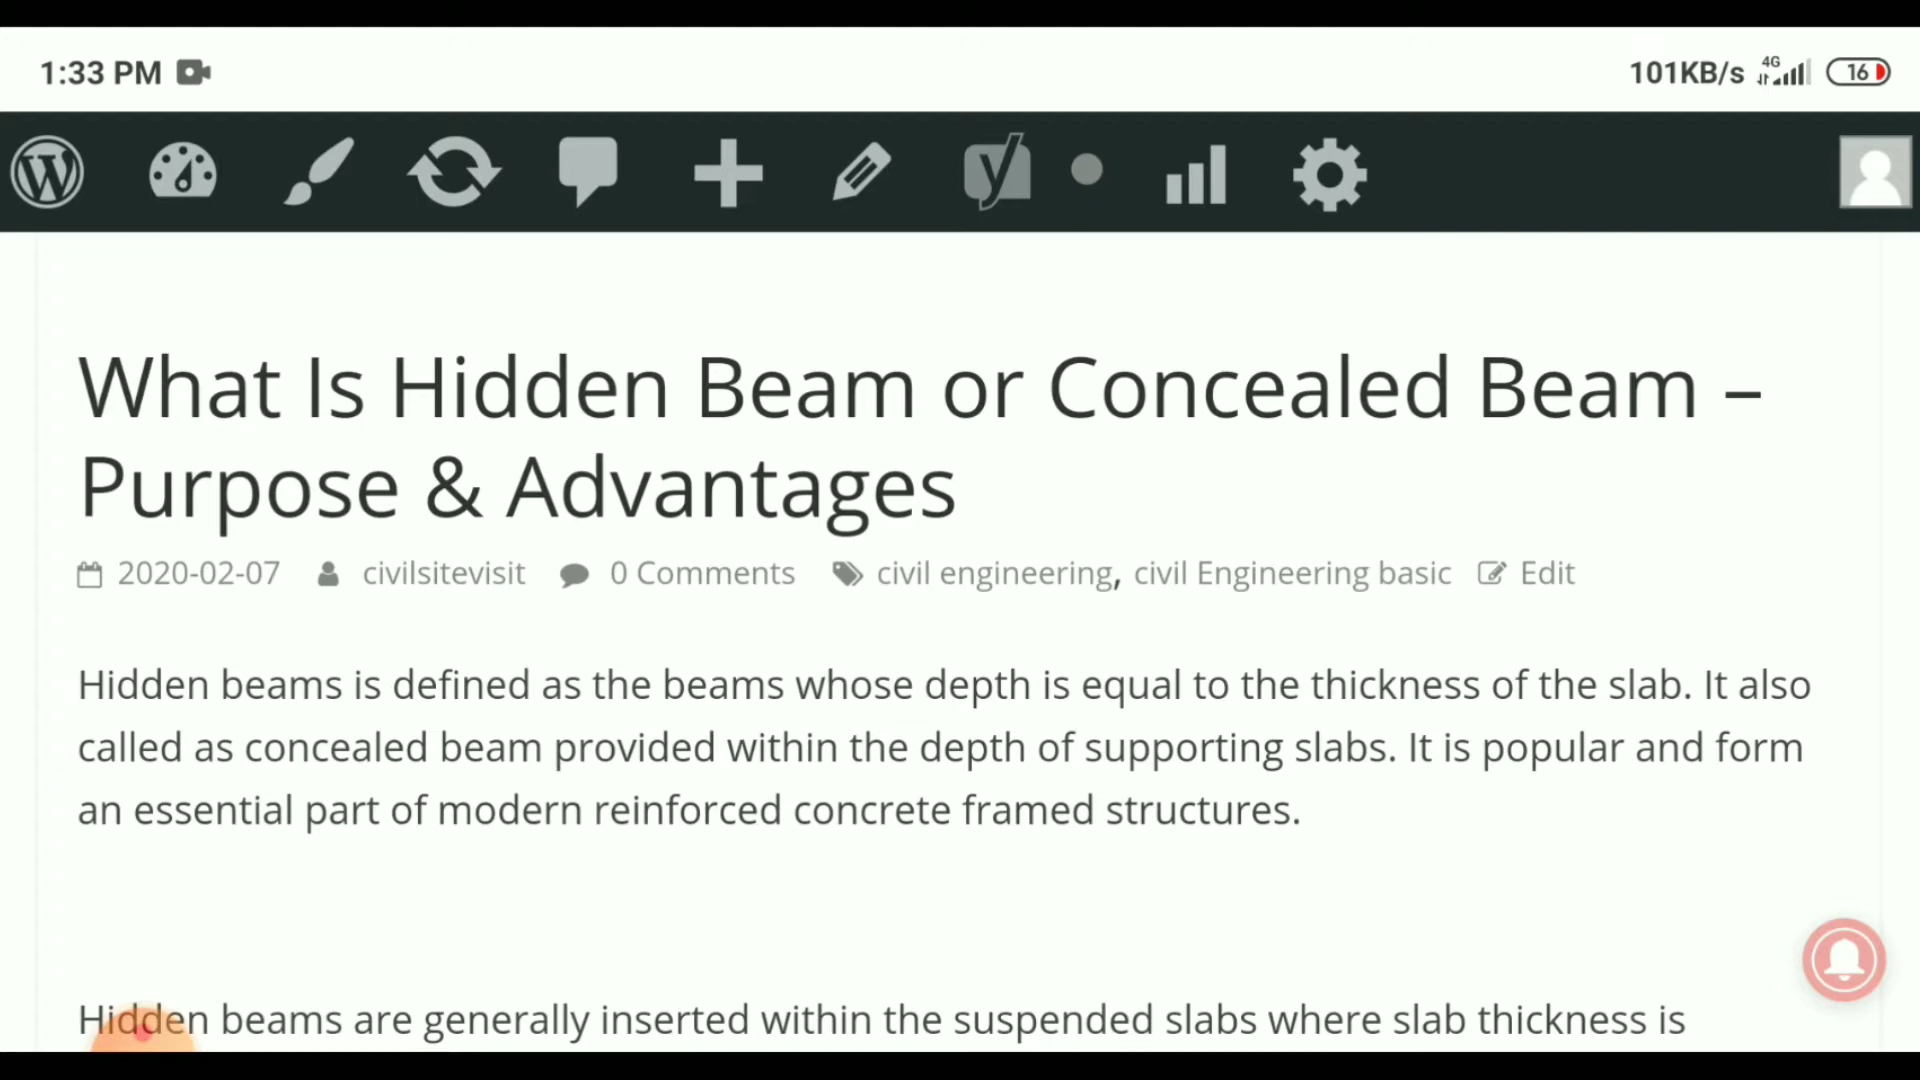 1:33 PM 101KB/s 4G 16
What Is Hidden Beam or Concealed Beam –
Purpose & Advantages
2020-02-07 civilsitevisit 0 Comments civil engineering, civil Engineering basic Edit
Hidden beams is defined as the beams whose depth is equal to the thickness of the slab. It also
called as concealed beam provided within the depth of supporting slabs. It is popular and form
an essential part of modern reinforced concrete framed structures.
Hidden beams are generally inserted within the suspended slabs where slab thickness is